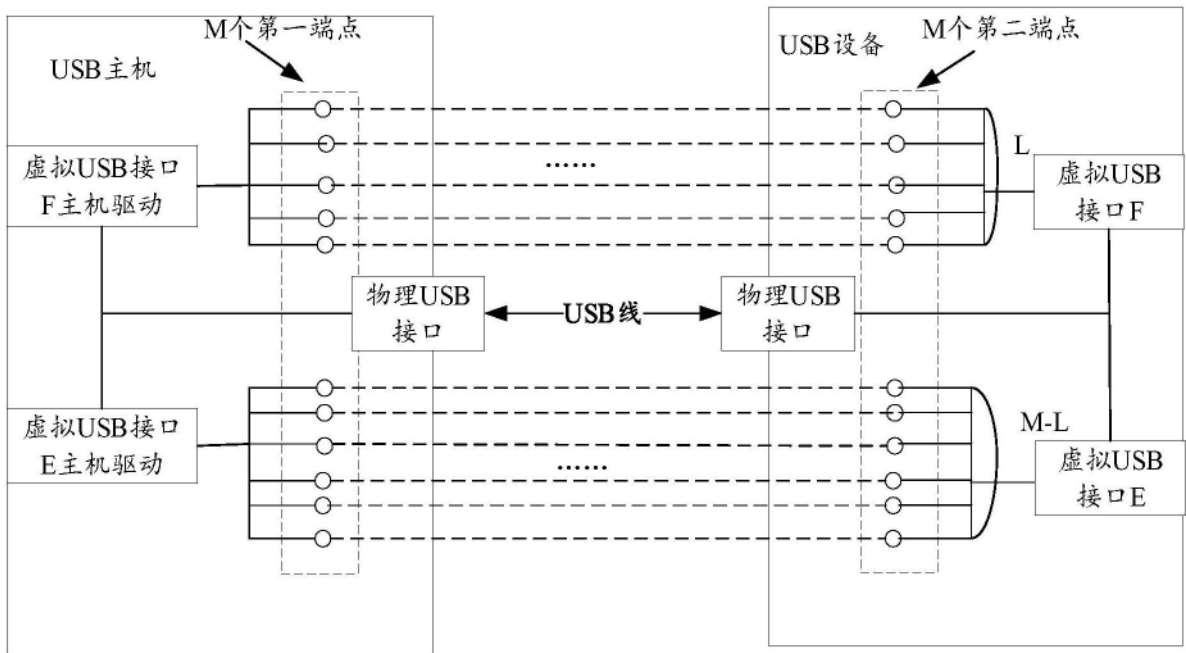 M个第一端点
USB主机
USB设备
M个第二端点
……
L
虚拟USB接口
F主机驱动
虚拟USB
接口F
物理USB
接口
USB线
物理USB
接口
虚拟USB接口
E主机驱动
……
M-L
虚拟USB
接口E